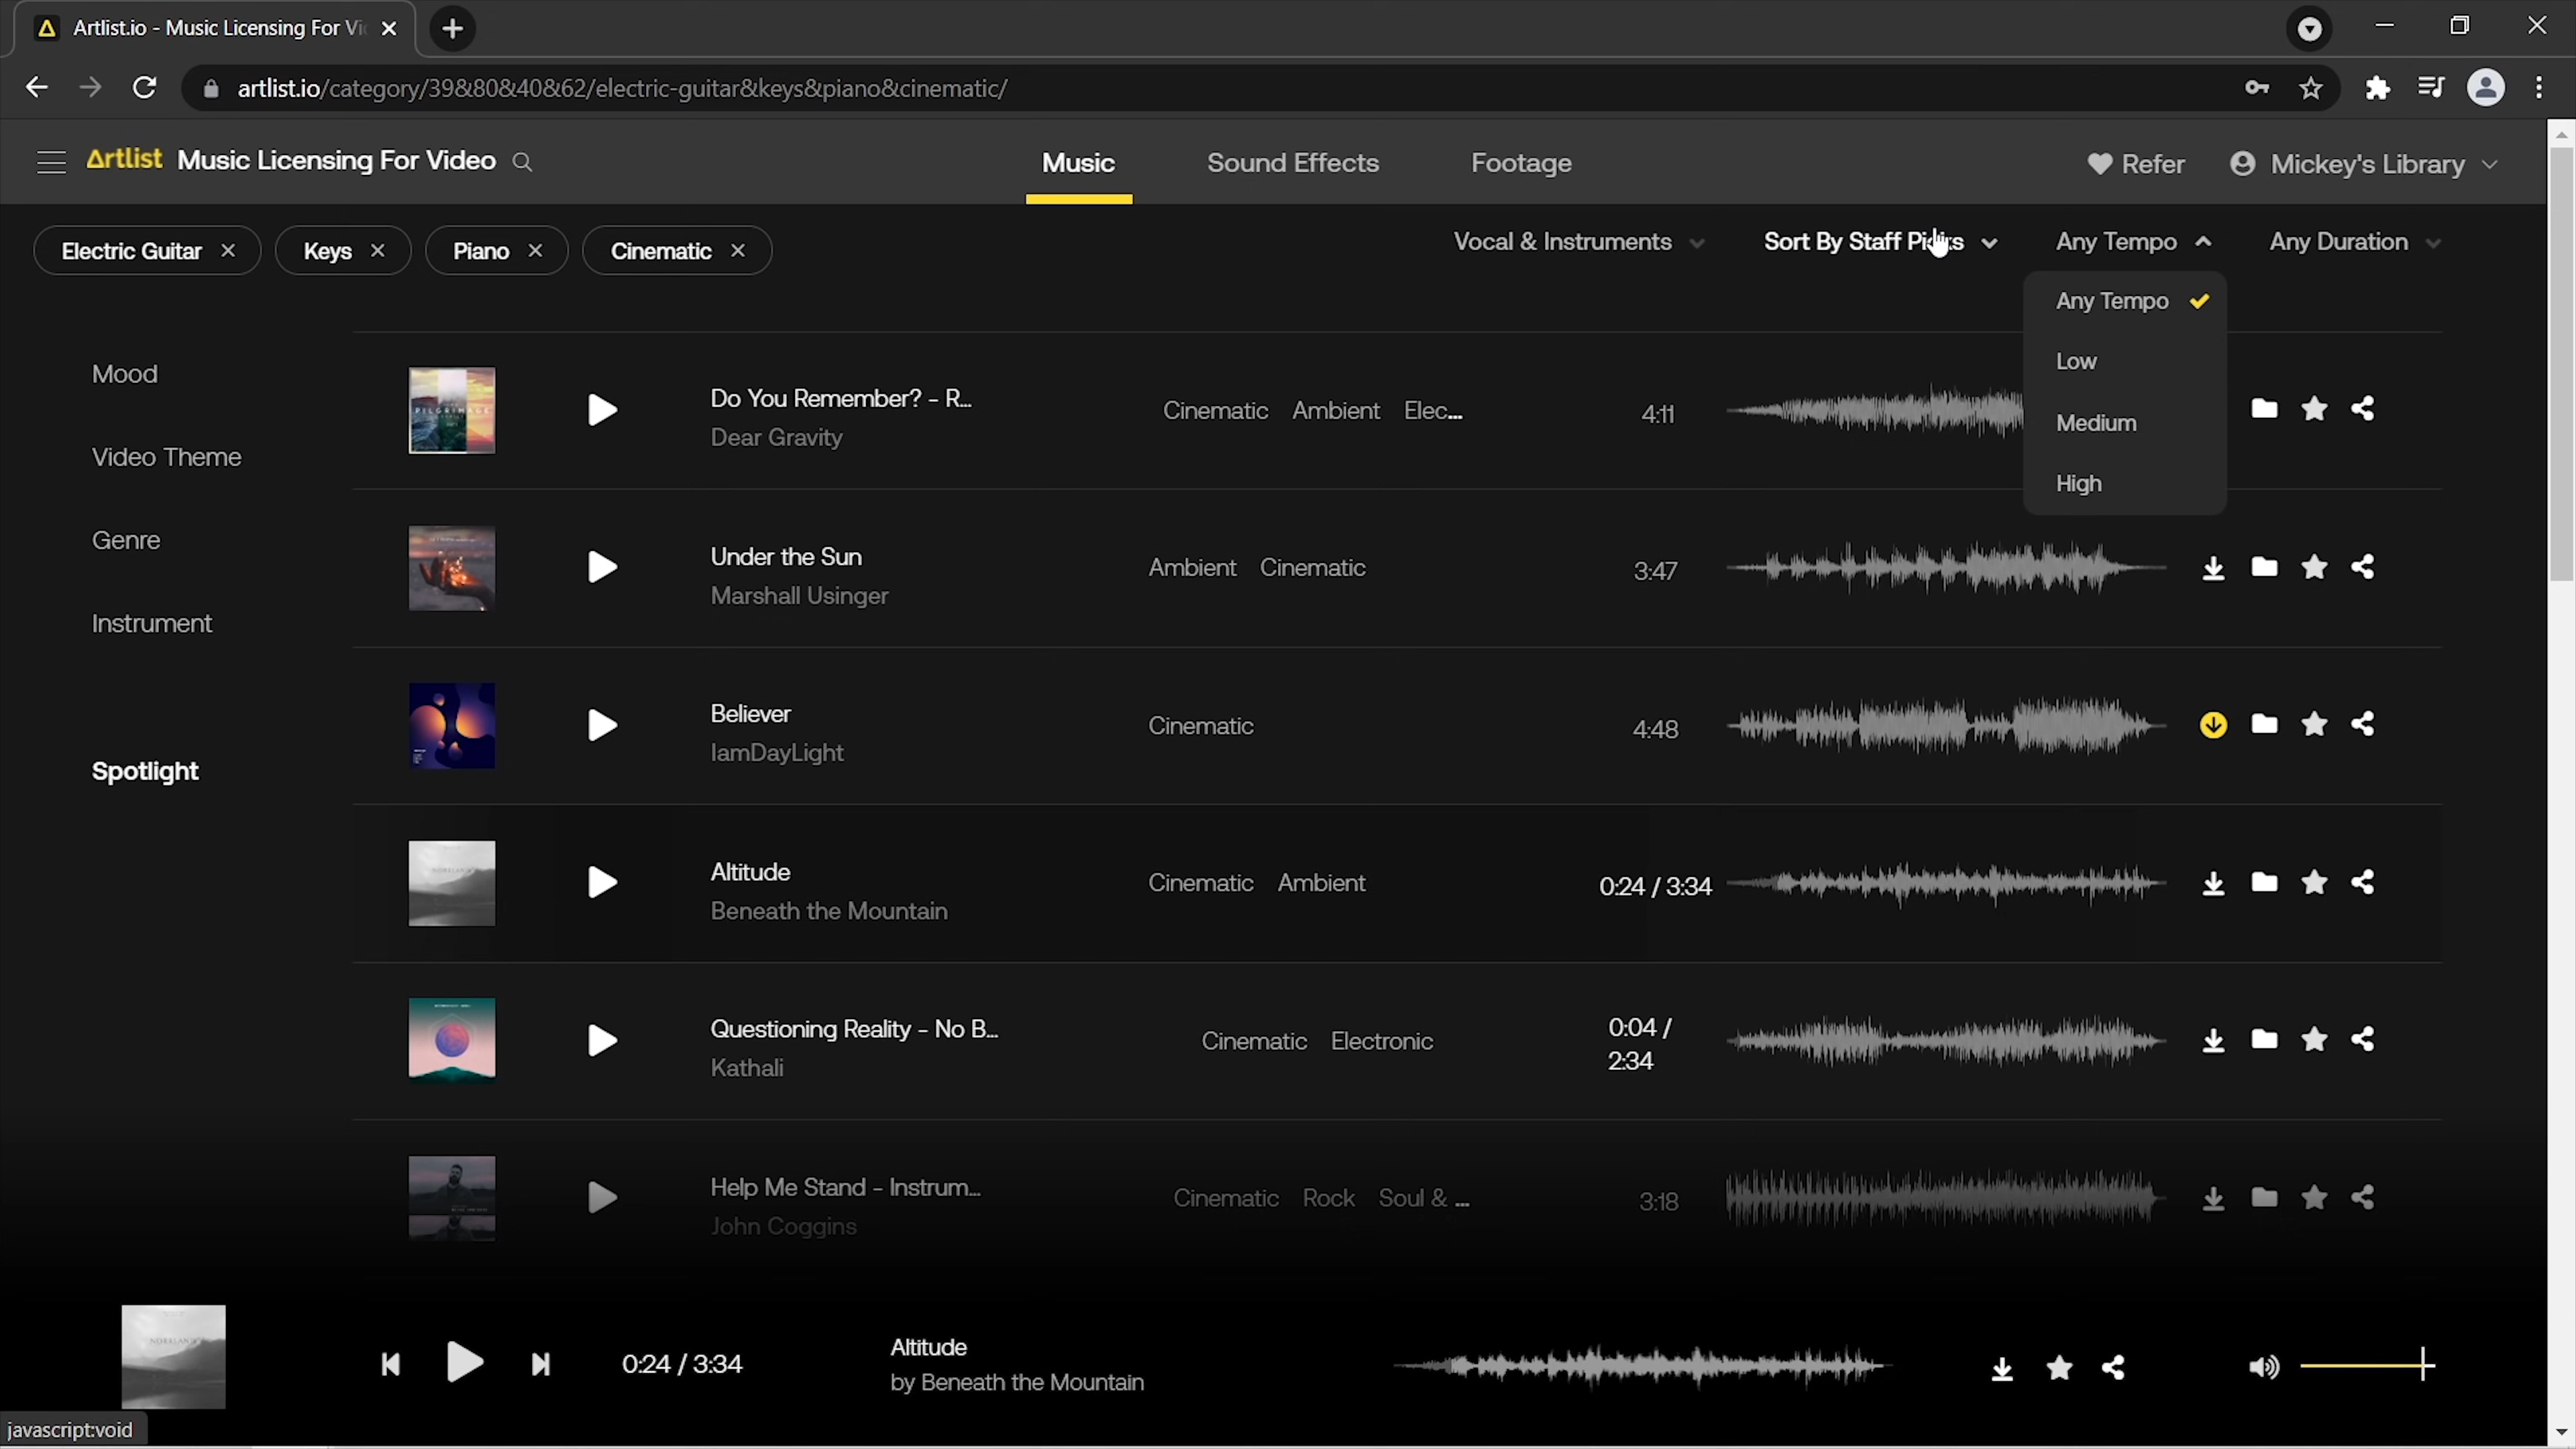 Artlist.io - Music Licensing For Vi
artlist.io/category/39&80&40&62/electric-guitar&keys&piano&cinematic/
Artlist Music Licensing For Video
Music
Sound Effects
Footage
Refer
Mickey's Library
Electric Guitar
Keys
Piano
Cinematic
Vocal & Instruments
Sort By Staff Picks
Any Tempo
Any Duration
Any Tempo
Low
Medium
High
Mood
Video Theme
Genre
Instrument
Spotlight
PILGRIMAGE
Do You Remember? - R...
Dear Gravity
Cinematic Ambient Elec...
4:11
Under the Sun
Marshall Usinger
Ambient Cinematic
3:47
Believer
IamDayLight
Cinematic
4:48
Altitude
Beneath the Mountain
Cinematic Ambient
0:24 / 3:34
Questioning Reality - No B...
Kathali
Cinematic Electronic
0:04 /
2:34
Help Me Stand - Instrum...
John Coggins
Cinematic Rock Soul & ...
3:18
0:24 / 3:34
Altitude
by Beneath the Mountain
javascript:void